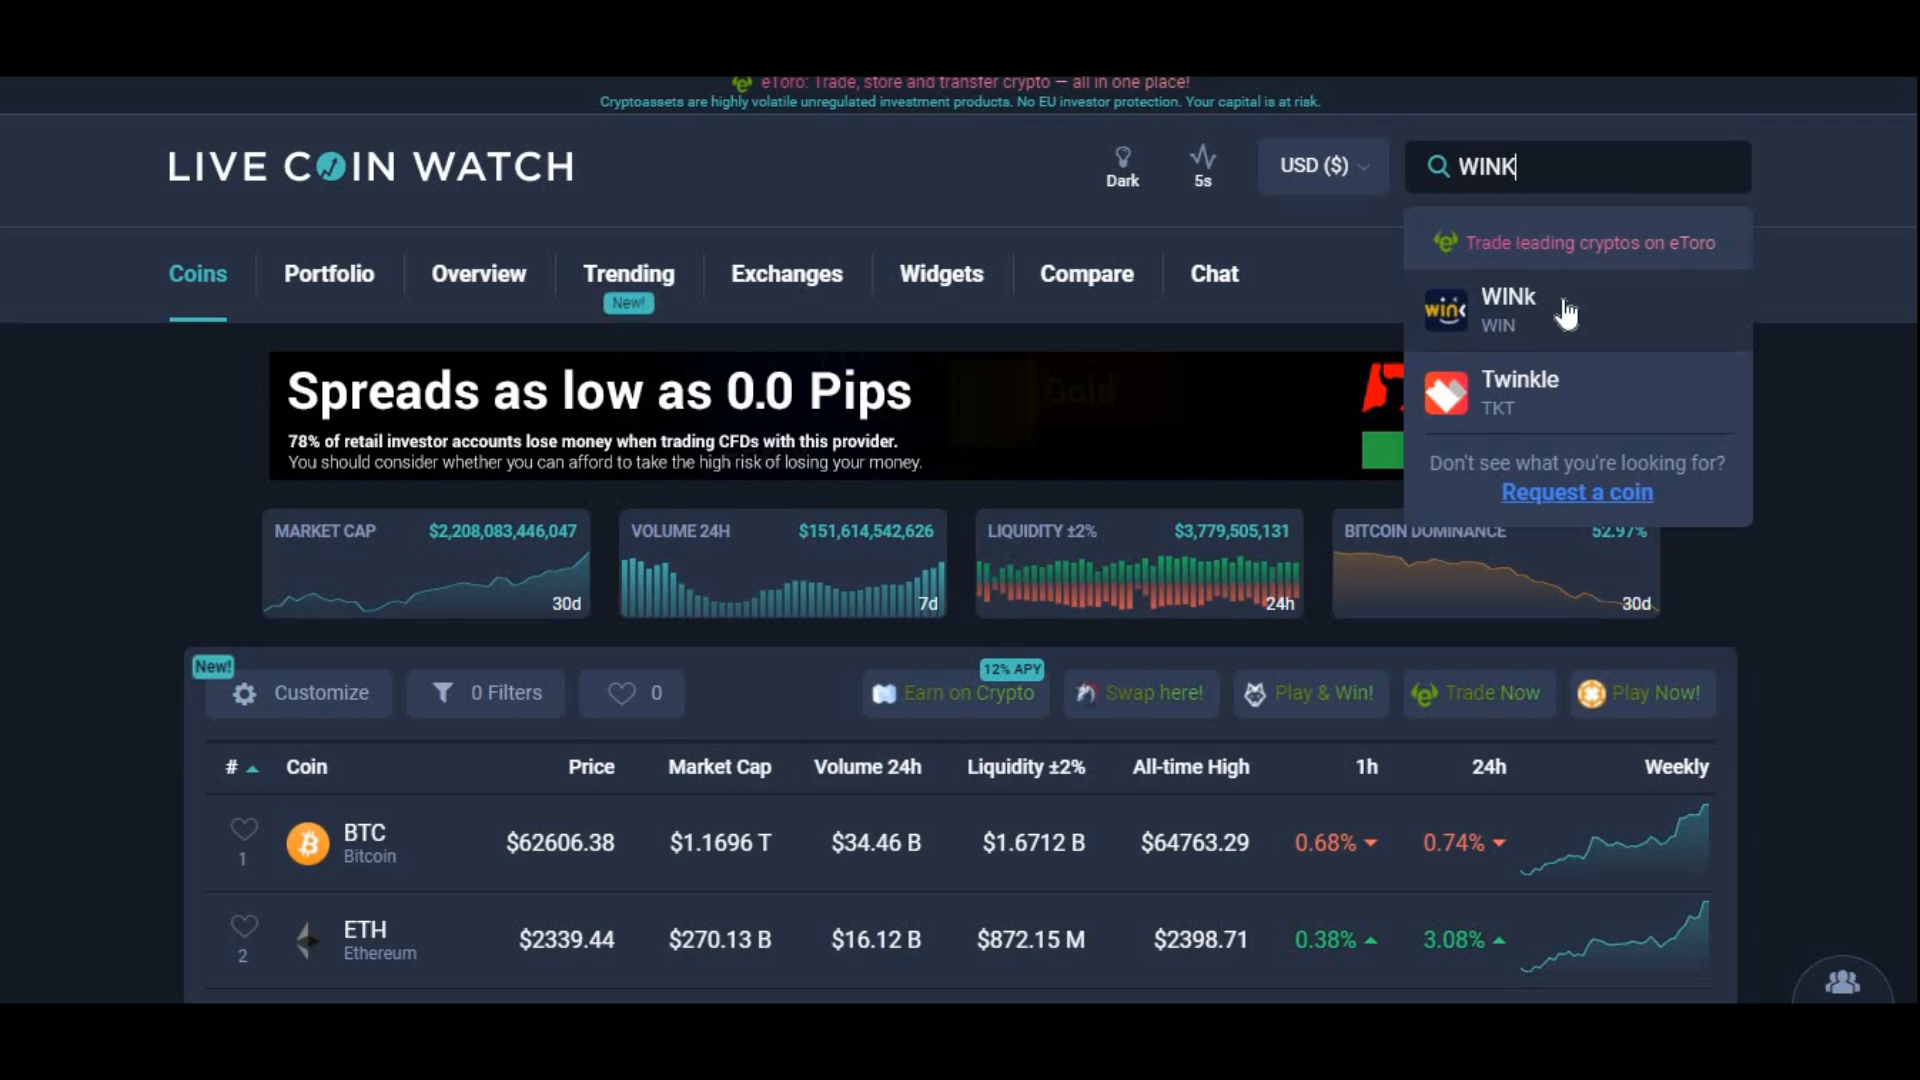 eToro: Trade, store and transfer crypto — all in one place!
Cryptoassets are highly volatile unregulated investment products. No EU investor protection. Your capital is at risk.
LIVE COIN WATCH
Dark
5s
USD ($)
WINK
Trade leading cryptos on eToro
Coins
Portfolio
Overview
Trending
New!
Exchanges
Widgets
Compare
Chat
WINk
WIN
Twinkle
TKT
Don't see what you're looking for?
Request a coin
Spreads as low as 0.0 Pips
Gold
78% of retail investor accounts lose money when trading CFDs with this provider.
You should consider whether you can afford to take the high risk of losing your money.
MARKET CAP $2,208,083,446,047
30d
VOLUME 24H $151,614,542,626
7d
LIQUIDITY ±2% $3,779,505,131
24h
BITCOIN DOMINANCE 52.97%
30d
New!
Customize
0 Filters
0
12% APY
Earn on Crypto
Swap here!
Play & Win!
Trade Now
Play Now!
# Coin Price Market Cap Volume 24h Liquidity ±2% All-time High 1h 24h Weekly
1 BTC Bitcoin $62606.38 $1.1696 T $34.46 B $1.6712 B $64763.29 0.68% 0.74%
2 ETH Ethereum $2339.44 $270.13 B $16.12 B $872.15 M $2398.71 0.38% 3.08%